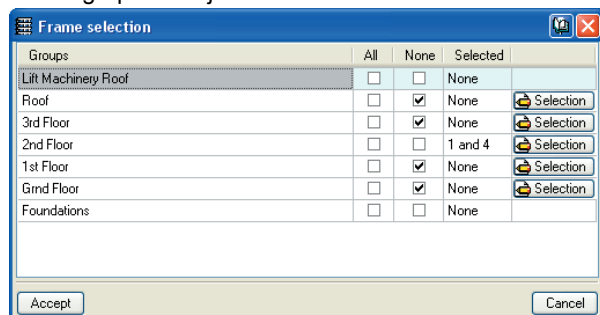 Frame selection
Groups All None Selected
Lift Machinery Roof None
Roof None Selection
3rd Floor None Selection
2nd Floor 1 and 4 Selection
1st Floor None Selection
Grnd Floor None Selection
Foundations None
Accept Cancel